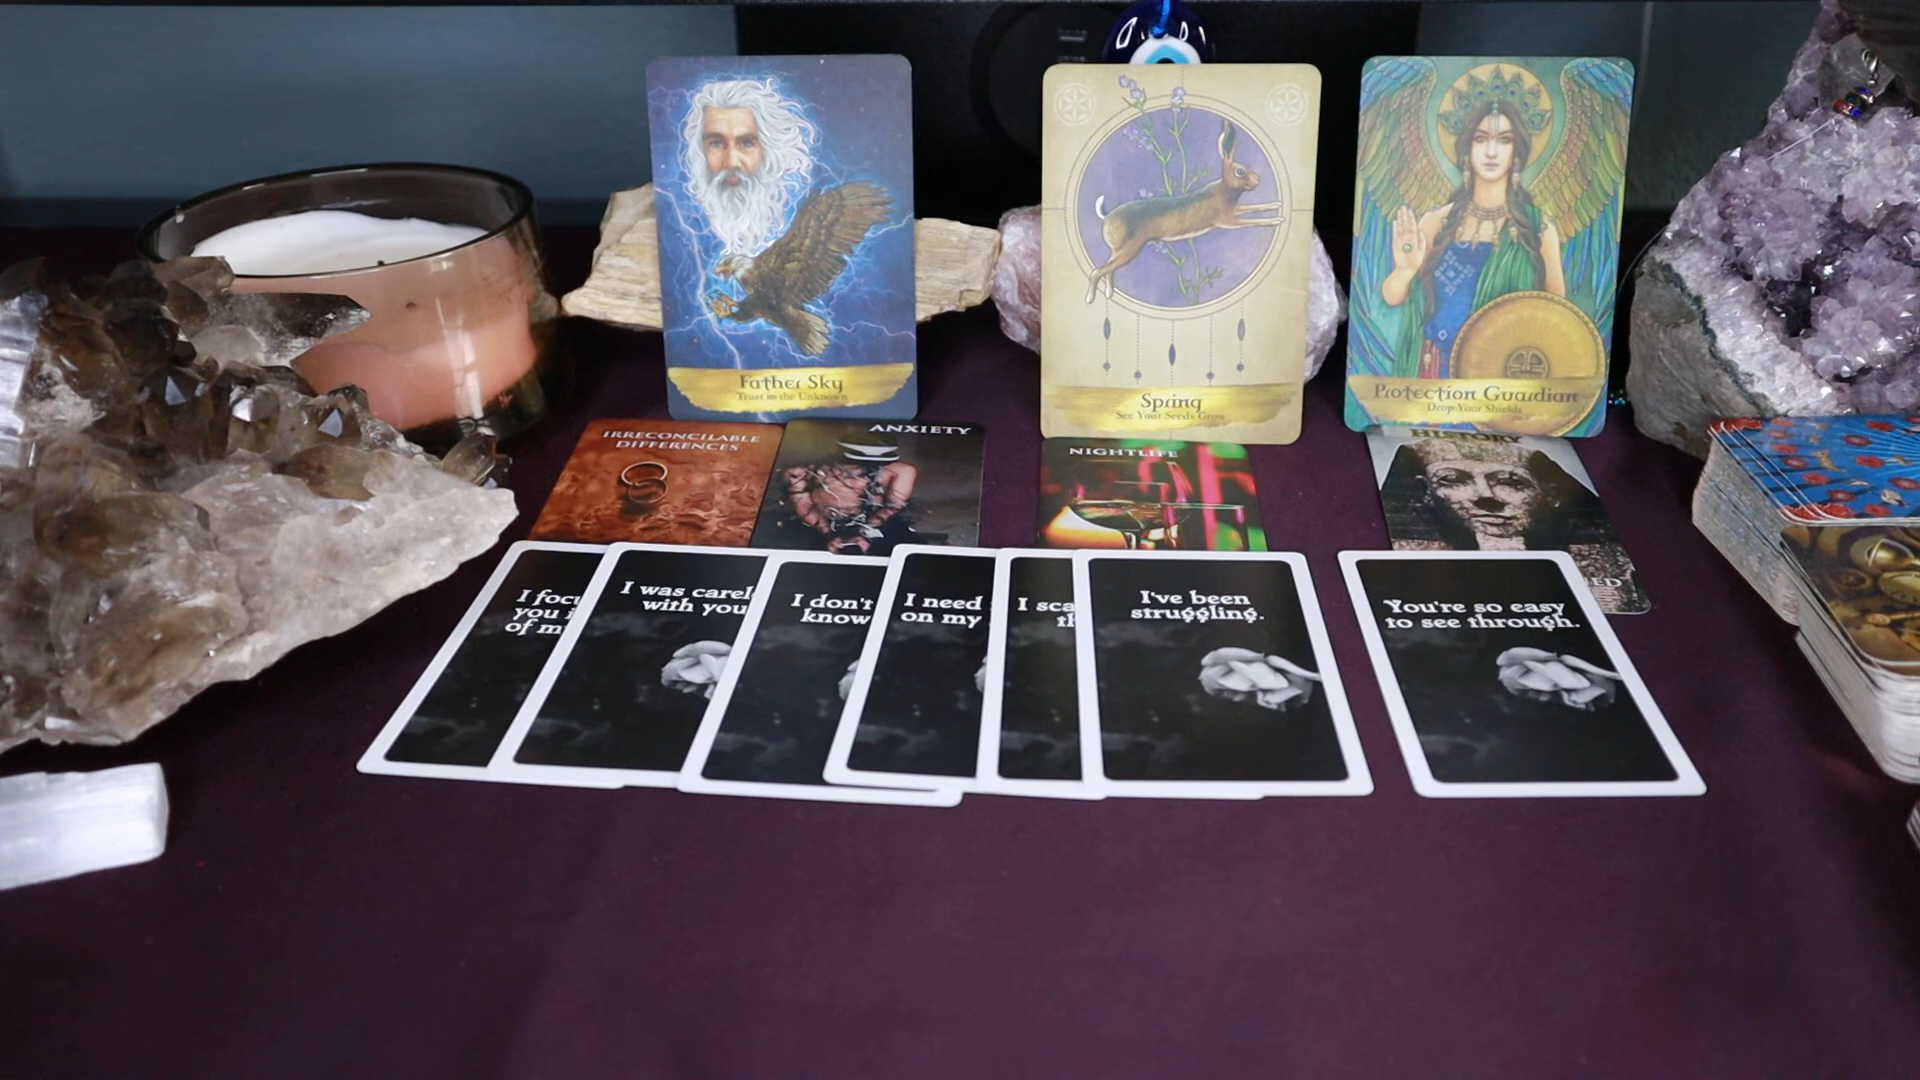 Father Sky
Trust in the Unknown
Spring
See Your Seeds Grow
Protection Guardian
Drop Your Shields
IRRECONCILABLE
DIFFERENCES
ANXIETY
NIGHTLIFE
HISTORY
I focu
you i
of m
I was carel
with you
I don't
know
I need
on my
I sca
th
I've been
struggling.
You're so easy
to see through.